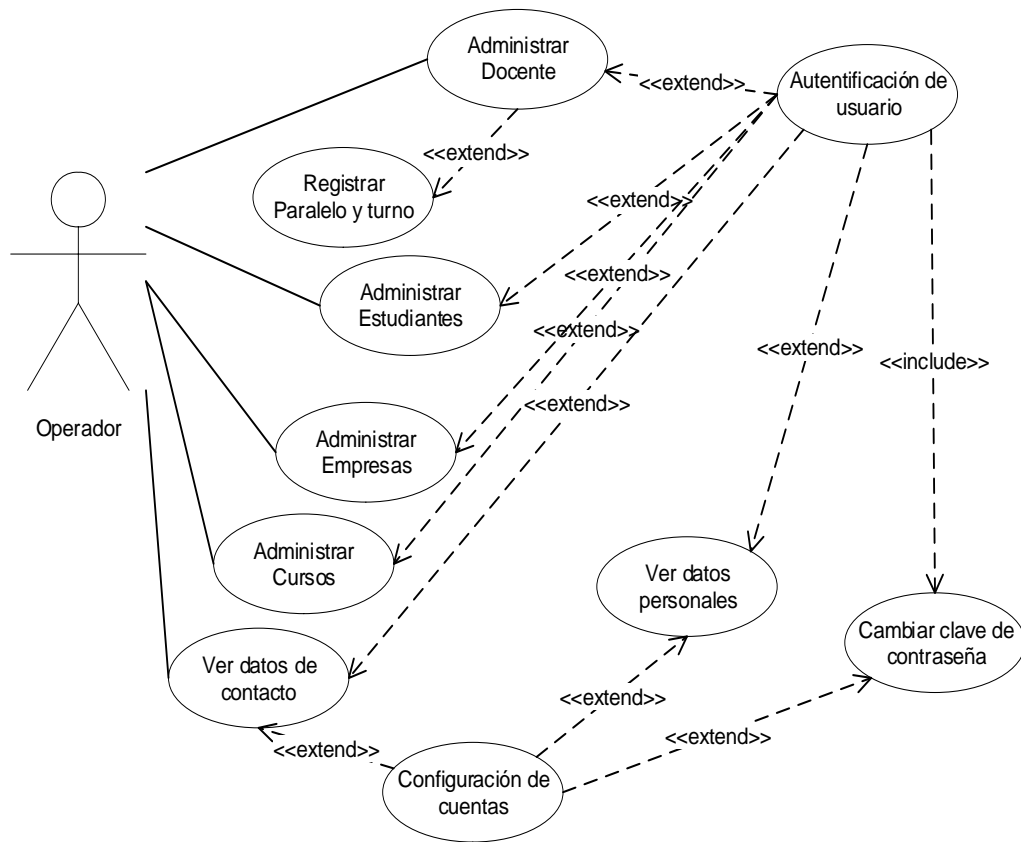 Administrar
Docente
<<extend>>
Autentificación de
usuario
<<extend>>
Registrar
Paralelo y turno
<<extend>>
Administrar
Estudiantes
<<extend>>
<<extend>>
<<extend>>
<<include>>
<<extend>>
Operador
Administrar
Empresas
Administrar
Cursos
Ver datos
personales
Cambiar clave de
contraseña
Ver datos de
contacto
<<extend>>
<<extend>>
<<extend>>
Configuración de
cuentas